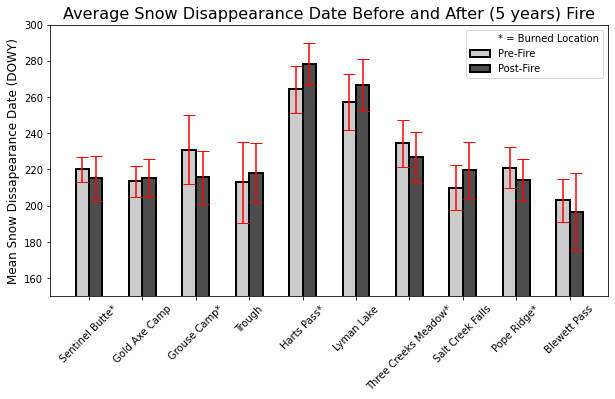 Average Snow Disappearance Date Before and After (5 years) Fire
Mean Snow Dissapearance Date (DOWY)
300
280
260
240
220
200
180
160
* = Burned Location
Pre-Fire
Post-Fire
Sentinel Butte*
Gold Axe Camp
Grouse Camp*
Trough
Harts Pass*
Lyman Lake
Three Creeks Meadow*
Salt Creek Falls
Pope Ridge*
Blewett Pass